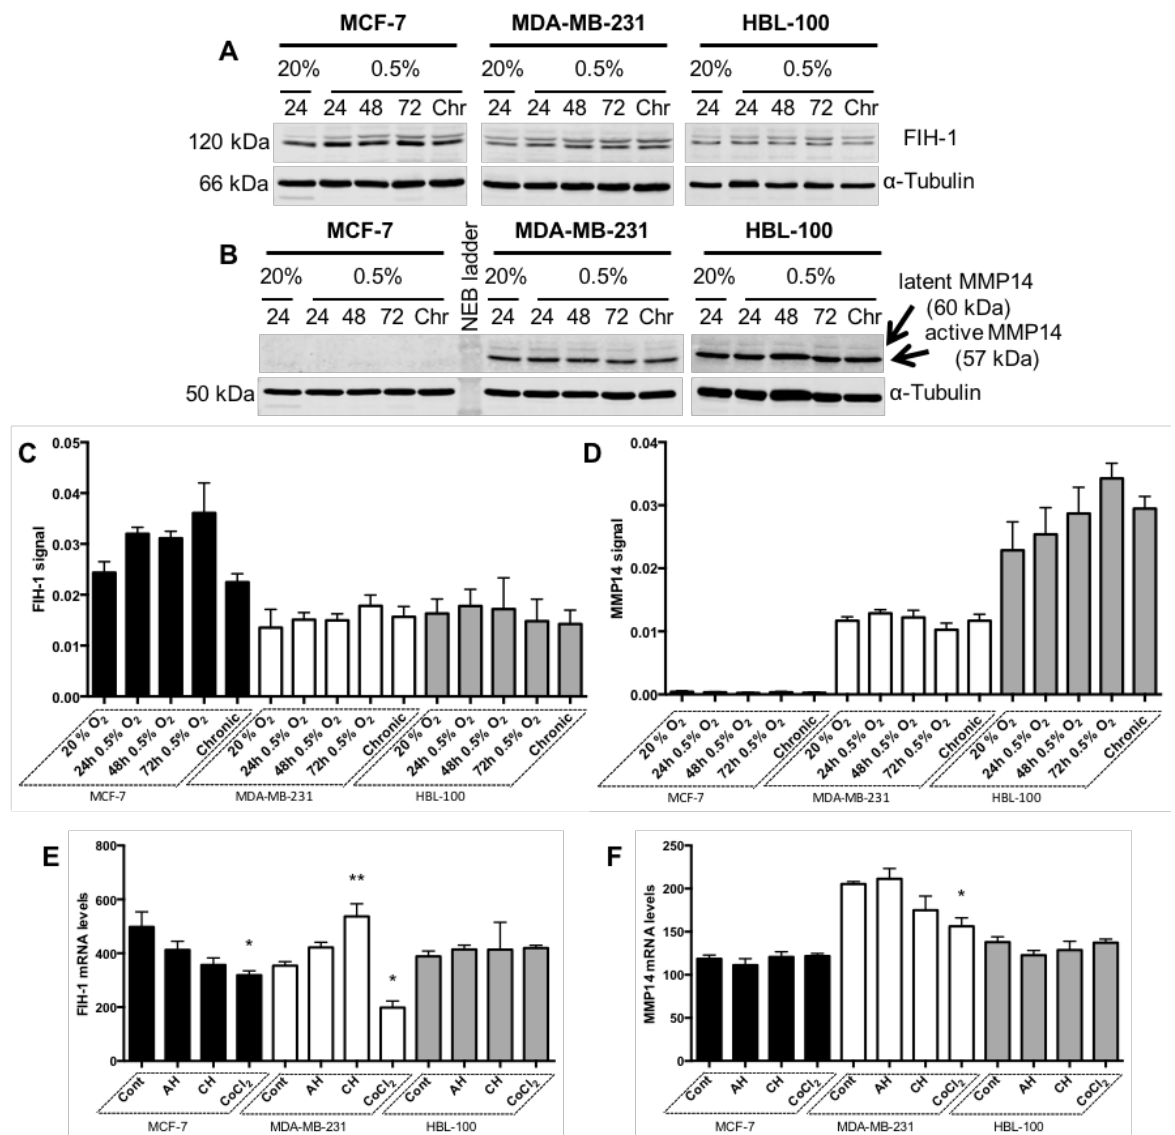 MCF-7 MDA-MB-231 HBL-100
A
20% 0.5% 20% 0.5% 20% 0.5%
24 24 48 72 Chr 24 24 48 72 Chr 24 24 48 72 Chr
120 kDa FIH-1
66 kDa α-Tubulin
MCF-7 NEB ladder MDA-MB-231 HBL-100
B
20% 0.5% 20% 0.5% 20% 0.5%
24 24 48 72 Chr 24 24 48 72 Chr 24 24 48 72 Chr
latent MMP14
(60 kDa)
active MMP14
(57 kDa)
50 kDa α-Tubulin
C
FIH-1 signal
0.05
0.04
0.03
0.02
0.01
0.00
20 % O₂ 24h 0.5% O₂ 48h 0.5% O₂ 72h 0.5% O₂ Chronic 20 % O₂ 24h 0.5% O₂ 48h 0.5% O₂ 72h 0.5% O₂ Chronic 20 % O₂ 24h 0.5% O₂ 48h 0.5% O₂ 72h 0.5% O₂ Chronic
MCF-7 MDA-MB-231 HBL-100
D
MMP14 signal
0.04
0.03
0.02
0.01
0.00
20 % O₂ 24h 0.5% O₂ 48h 0.5% O₂ 72h 0.5% O₂ Chronic 20 % O₂ 24h 0.5% O₂ 48h 0.5% O₂ 72h 0.5% O₂ Chronic 20 % O₂ 24h 0.5% O₂ 48h 0.5% O₂ 72h 0.5% O₂ Chronic
MCF-7 MDA-MB-231 HBL-100
E
FIH-1 mRNA levels
800
600
400
200
0
* ** *
Cont AH CH CoCl₂ Cont AH CH CoCl₂ Cont AH CH CoCl₂
MCF-7 MDA-MB-231 HBL-100
F
MMP14 mRNA levels
250
200
150
100
50
0
*
Cont AH CH CoCl₂ Cont AH CH CoCl₂ Cont AH CH CoCl₂
MCF-7 MDA-MB-231 HBL-100